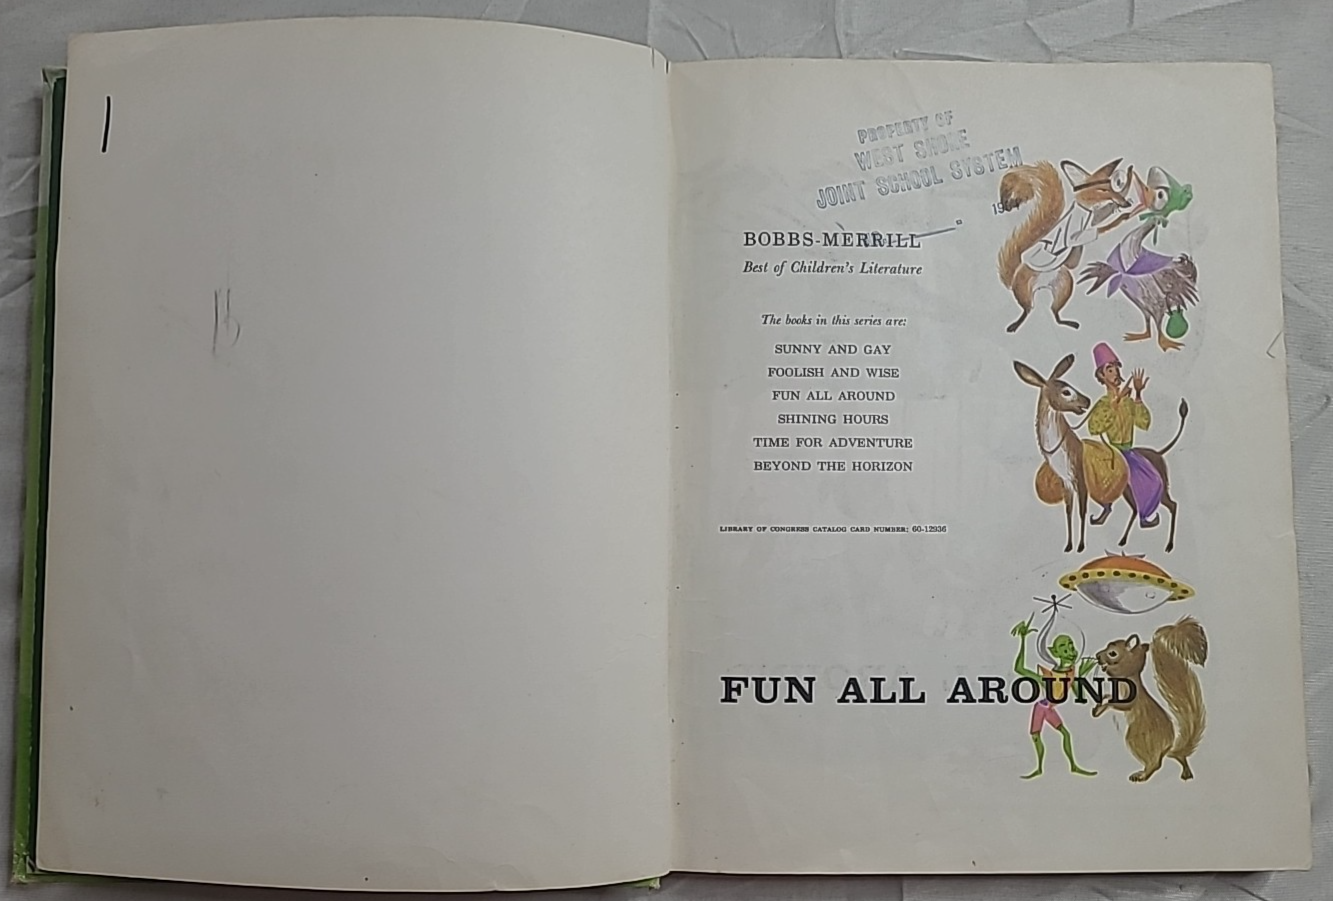 PROPERTY OF
WEST SHORE
JOINT SCHOOL SYSTEM
BOBBS-MERRILL
Best of Children's Literature
The books in this series are:
SUNNY AND GAY
FOOLISH AND WISE
FUN ALL AROUND
SHINING HOURS
TIME FOR ADVENTURE
BEYOND THE HORIZON
LIBRARY OF CONGRESS CATALOG CARD NUMBER: 60-12936
FUN ALL AROUND